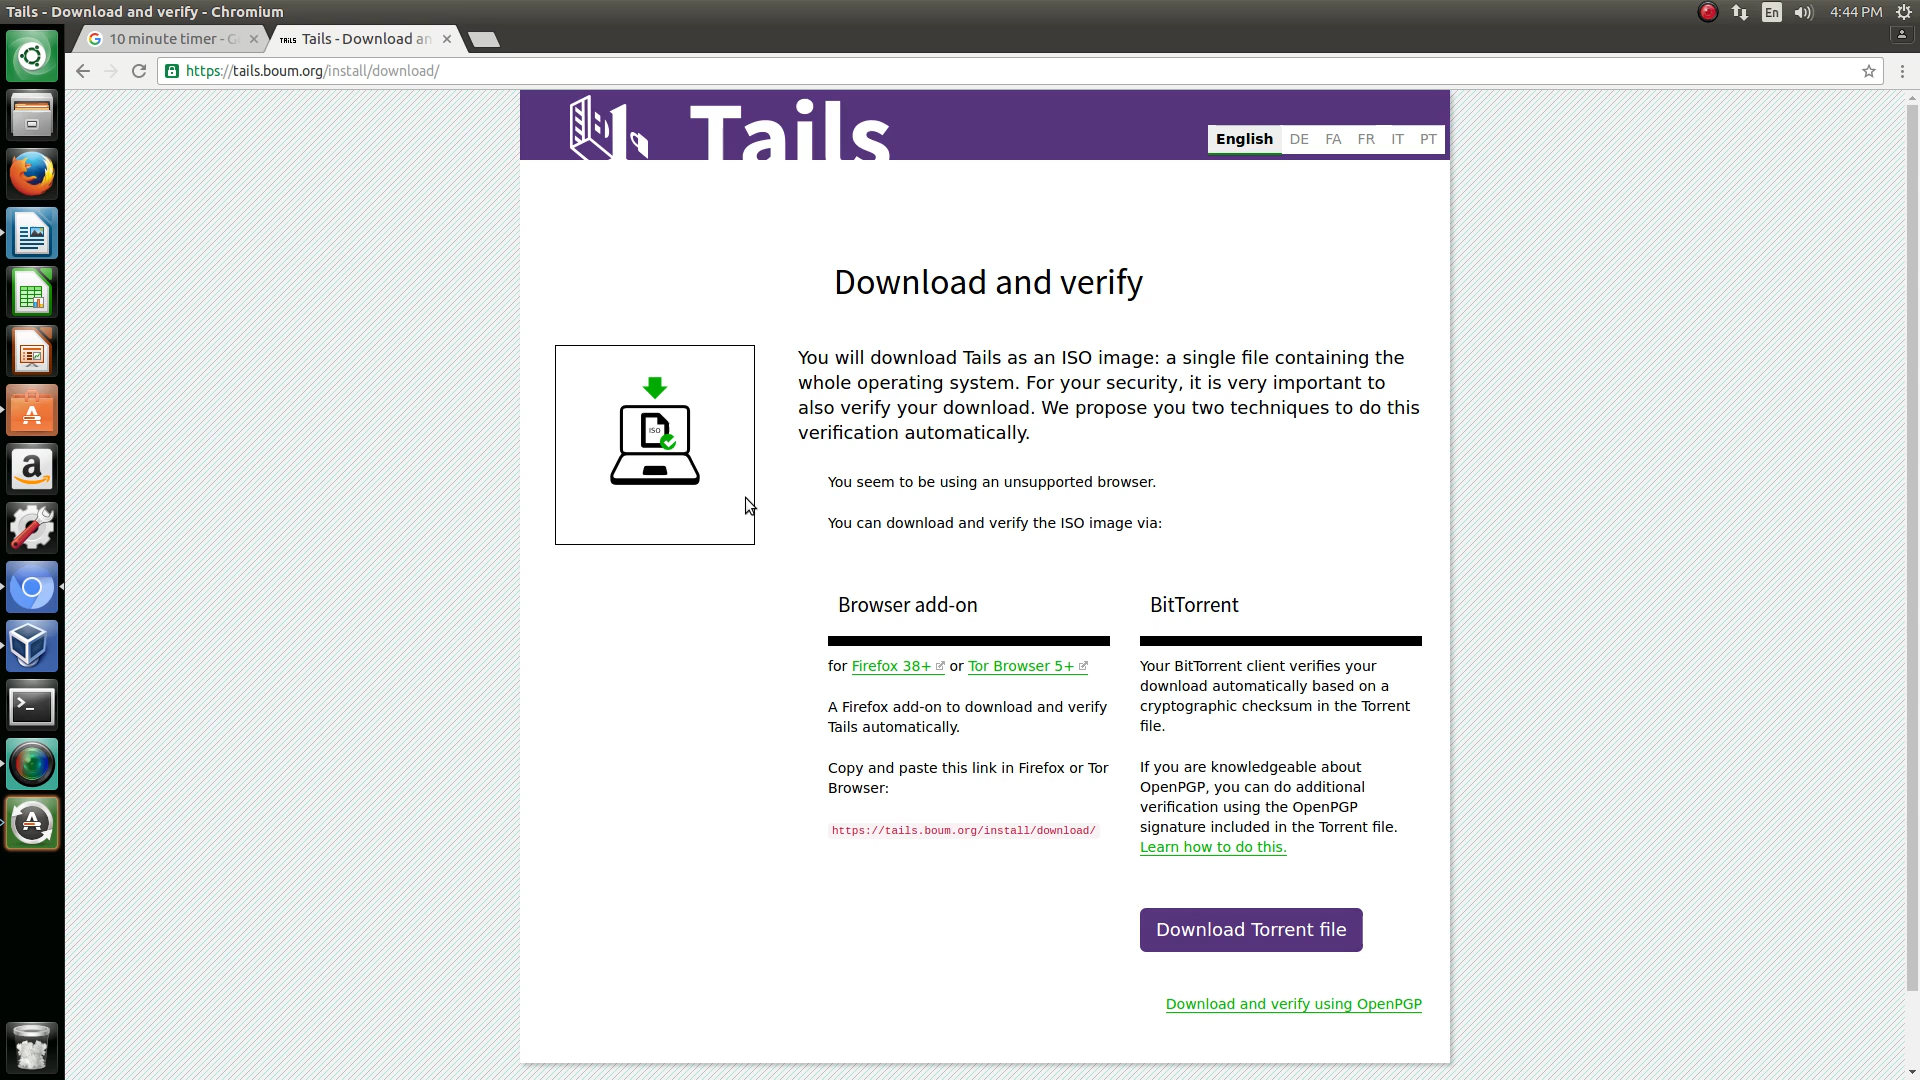 Tails - Download and verify - Chromium
En
4:44 PM
10 minute timer - G
Tails - Download an
https://tails.boum.org/install/download/
Tails
English DE FA FR IT PT
Download and verify
ISO
You will download Tails as an ISO image: a single file containing the
whole operating system. For your security, it is very important to
also verify your download. We propose you two techniques to do this
verification automatically.
You seem to be using an unsupported browser.
You can download and verify the ISO image via:
Browser add-on
for Firefox 38+ or Tor Browser 5+
A Firefox add-on to download and verify
Tails automatically.
Copy and paste this link in Firefox or Tor
Browser:
https://tails.boum.org/install/download/
BitTorrent
Your BitTorrent client verifies your
download automatically based on a
cryptographic checksum in the Torrent
file.
If you are knowledgeable about
OpenPGP, you can do additional
verification using the OpenPGP
signature included in the Torrent file.
Learn how to do this.
Download Torrent file
Download and verify using OpenPGP